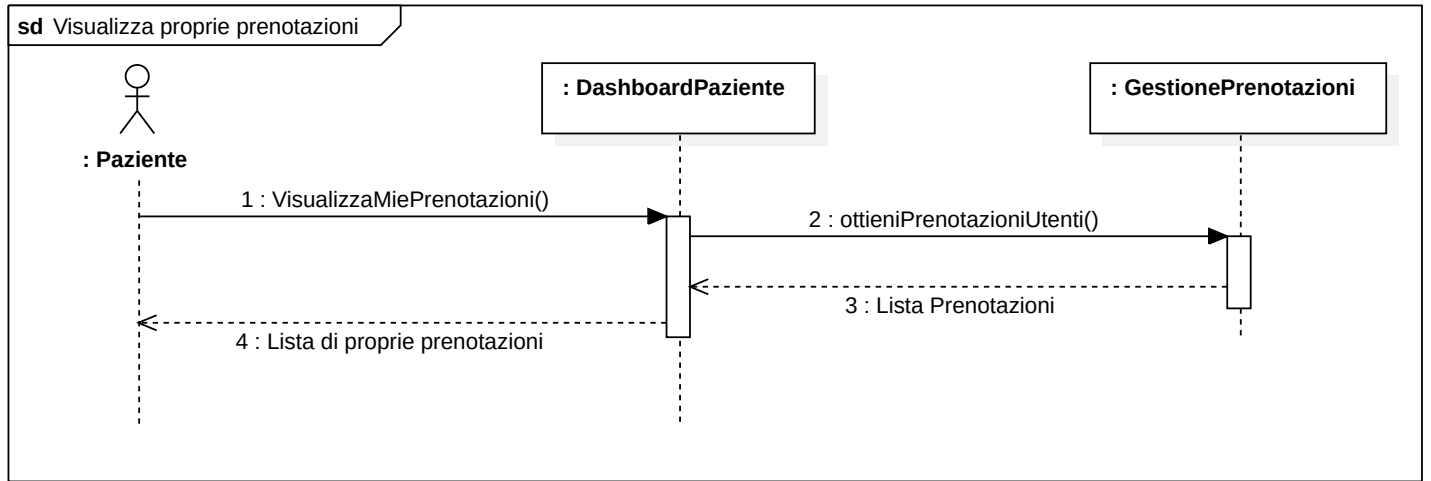 sd Visualizza proprie prenotazioni
: DashboardPaziente
: GestionePrenotazioni
: Paziente
1 : VisualizzaMiePrenotazioni()
2 : ottieniPrenotazioniUtenti()
3 : Lista Prenotazioni
4 : Lista di proprie prenotazioni